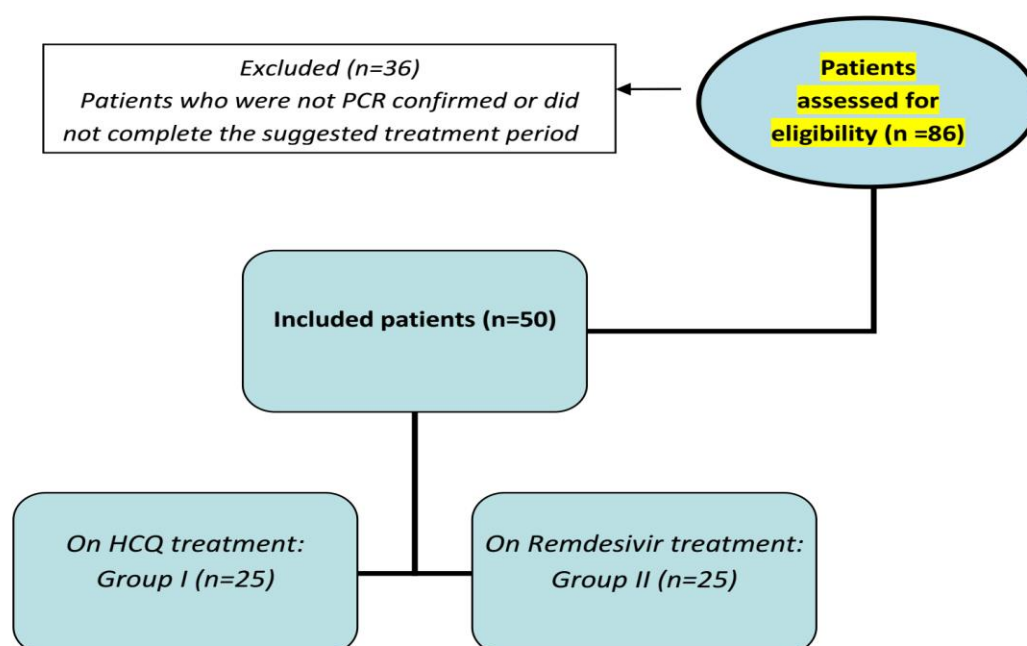 Excluded (n=36)
Patients who were not PCR confirmed or did
not complete the suggested treatment period
Patients
assessed for
eligibility (n =86)
Included patients (n=50)
On HCQ treatment:
Group I (n=25)
On Remdesivir treatment:
Group II (n=25)